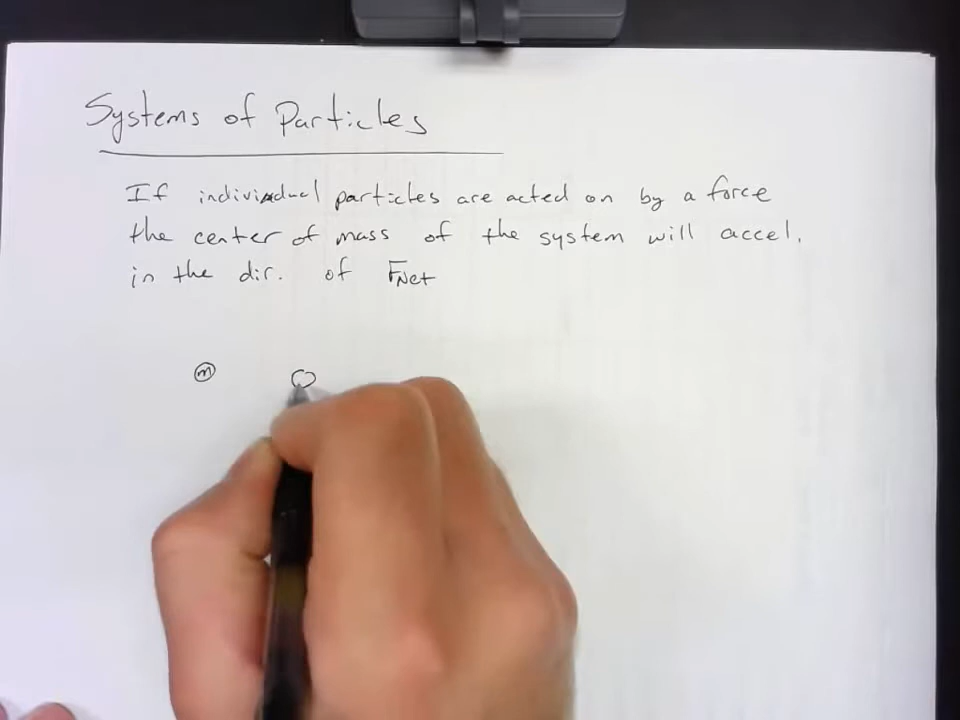 Systems of Particles
If individual particles are acted on by a force
the center of mass of the system will accel.
in the dir. of FNet
m